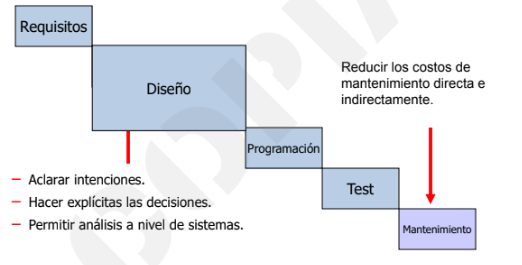 Requisitos
Diseño
Reducir los costos de
mantenimiento directa e
indirectamente.
Programación
Test
Mantenimiento
– Aclarar intenciones.
– Hacer explícitas las decisiones.
– Permitir análisis a nivel de sistemas.